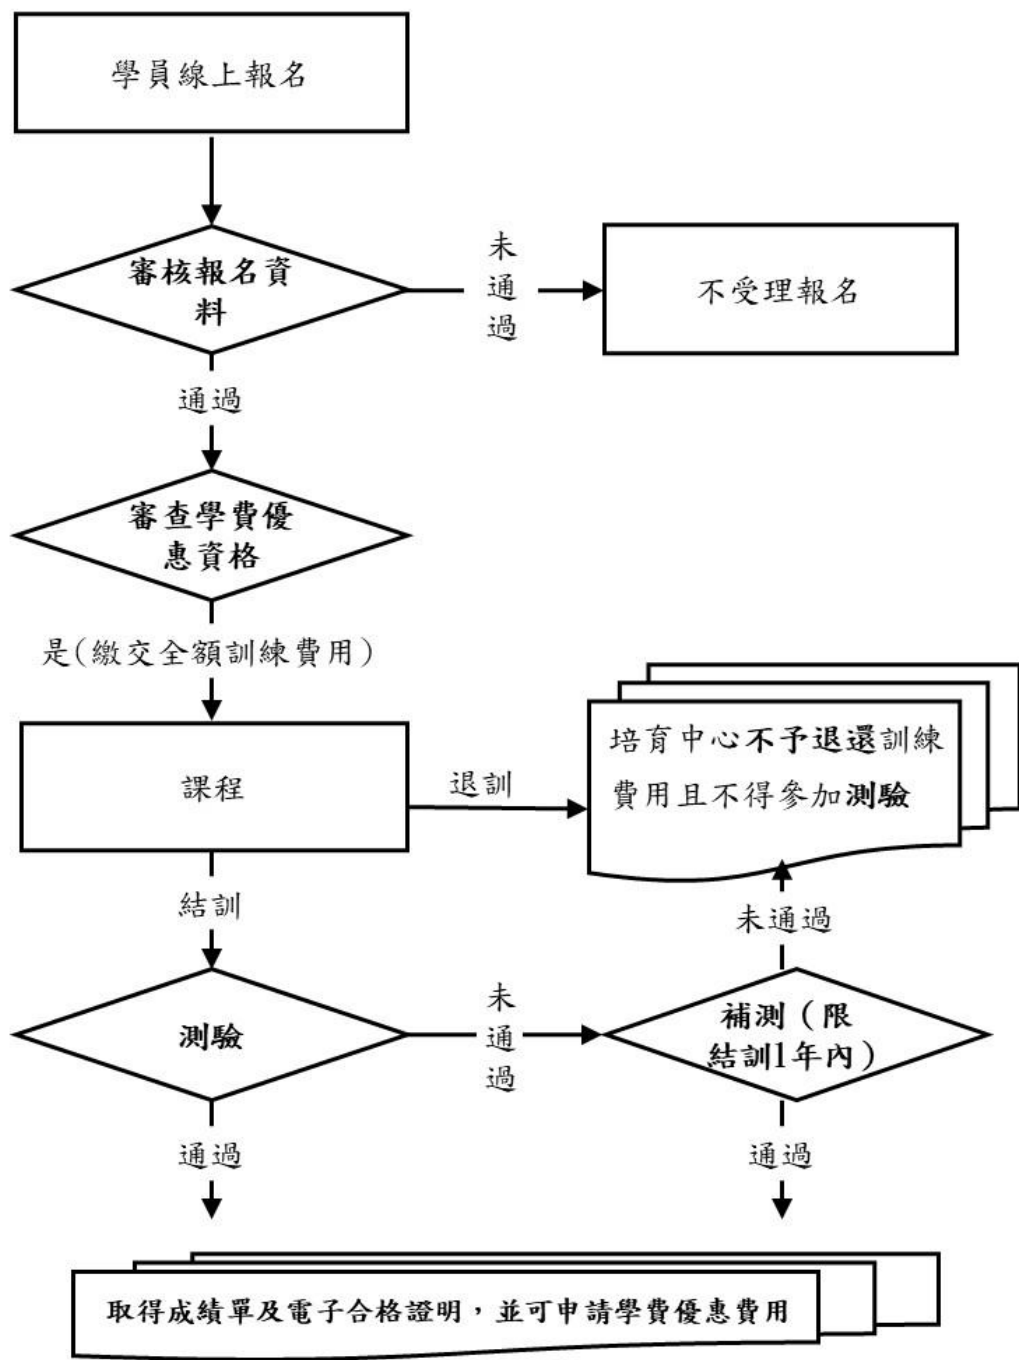 學員線上報名
審核報名資
料
未
通
過
不受理報名
通過
審查學費優
惠資格
是(繳交全額訓練費用)
課程
退訓
培育中心不予退還訓練
費用且不得參加測驗
結訓
未通過
測驗
未
通
過
補測（限
結訓1年內）
通過
通過
取得成績單及電子合格證明，並可申請學費優惠費用